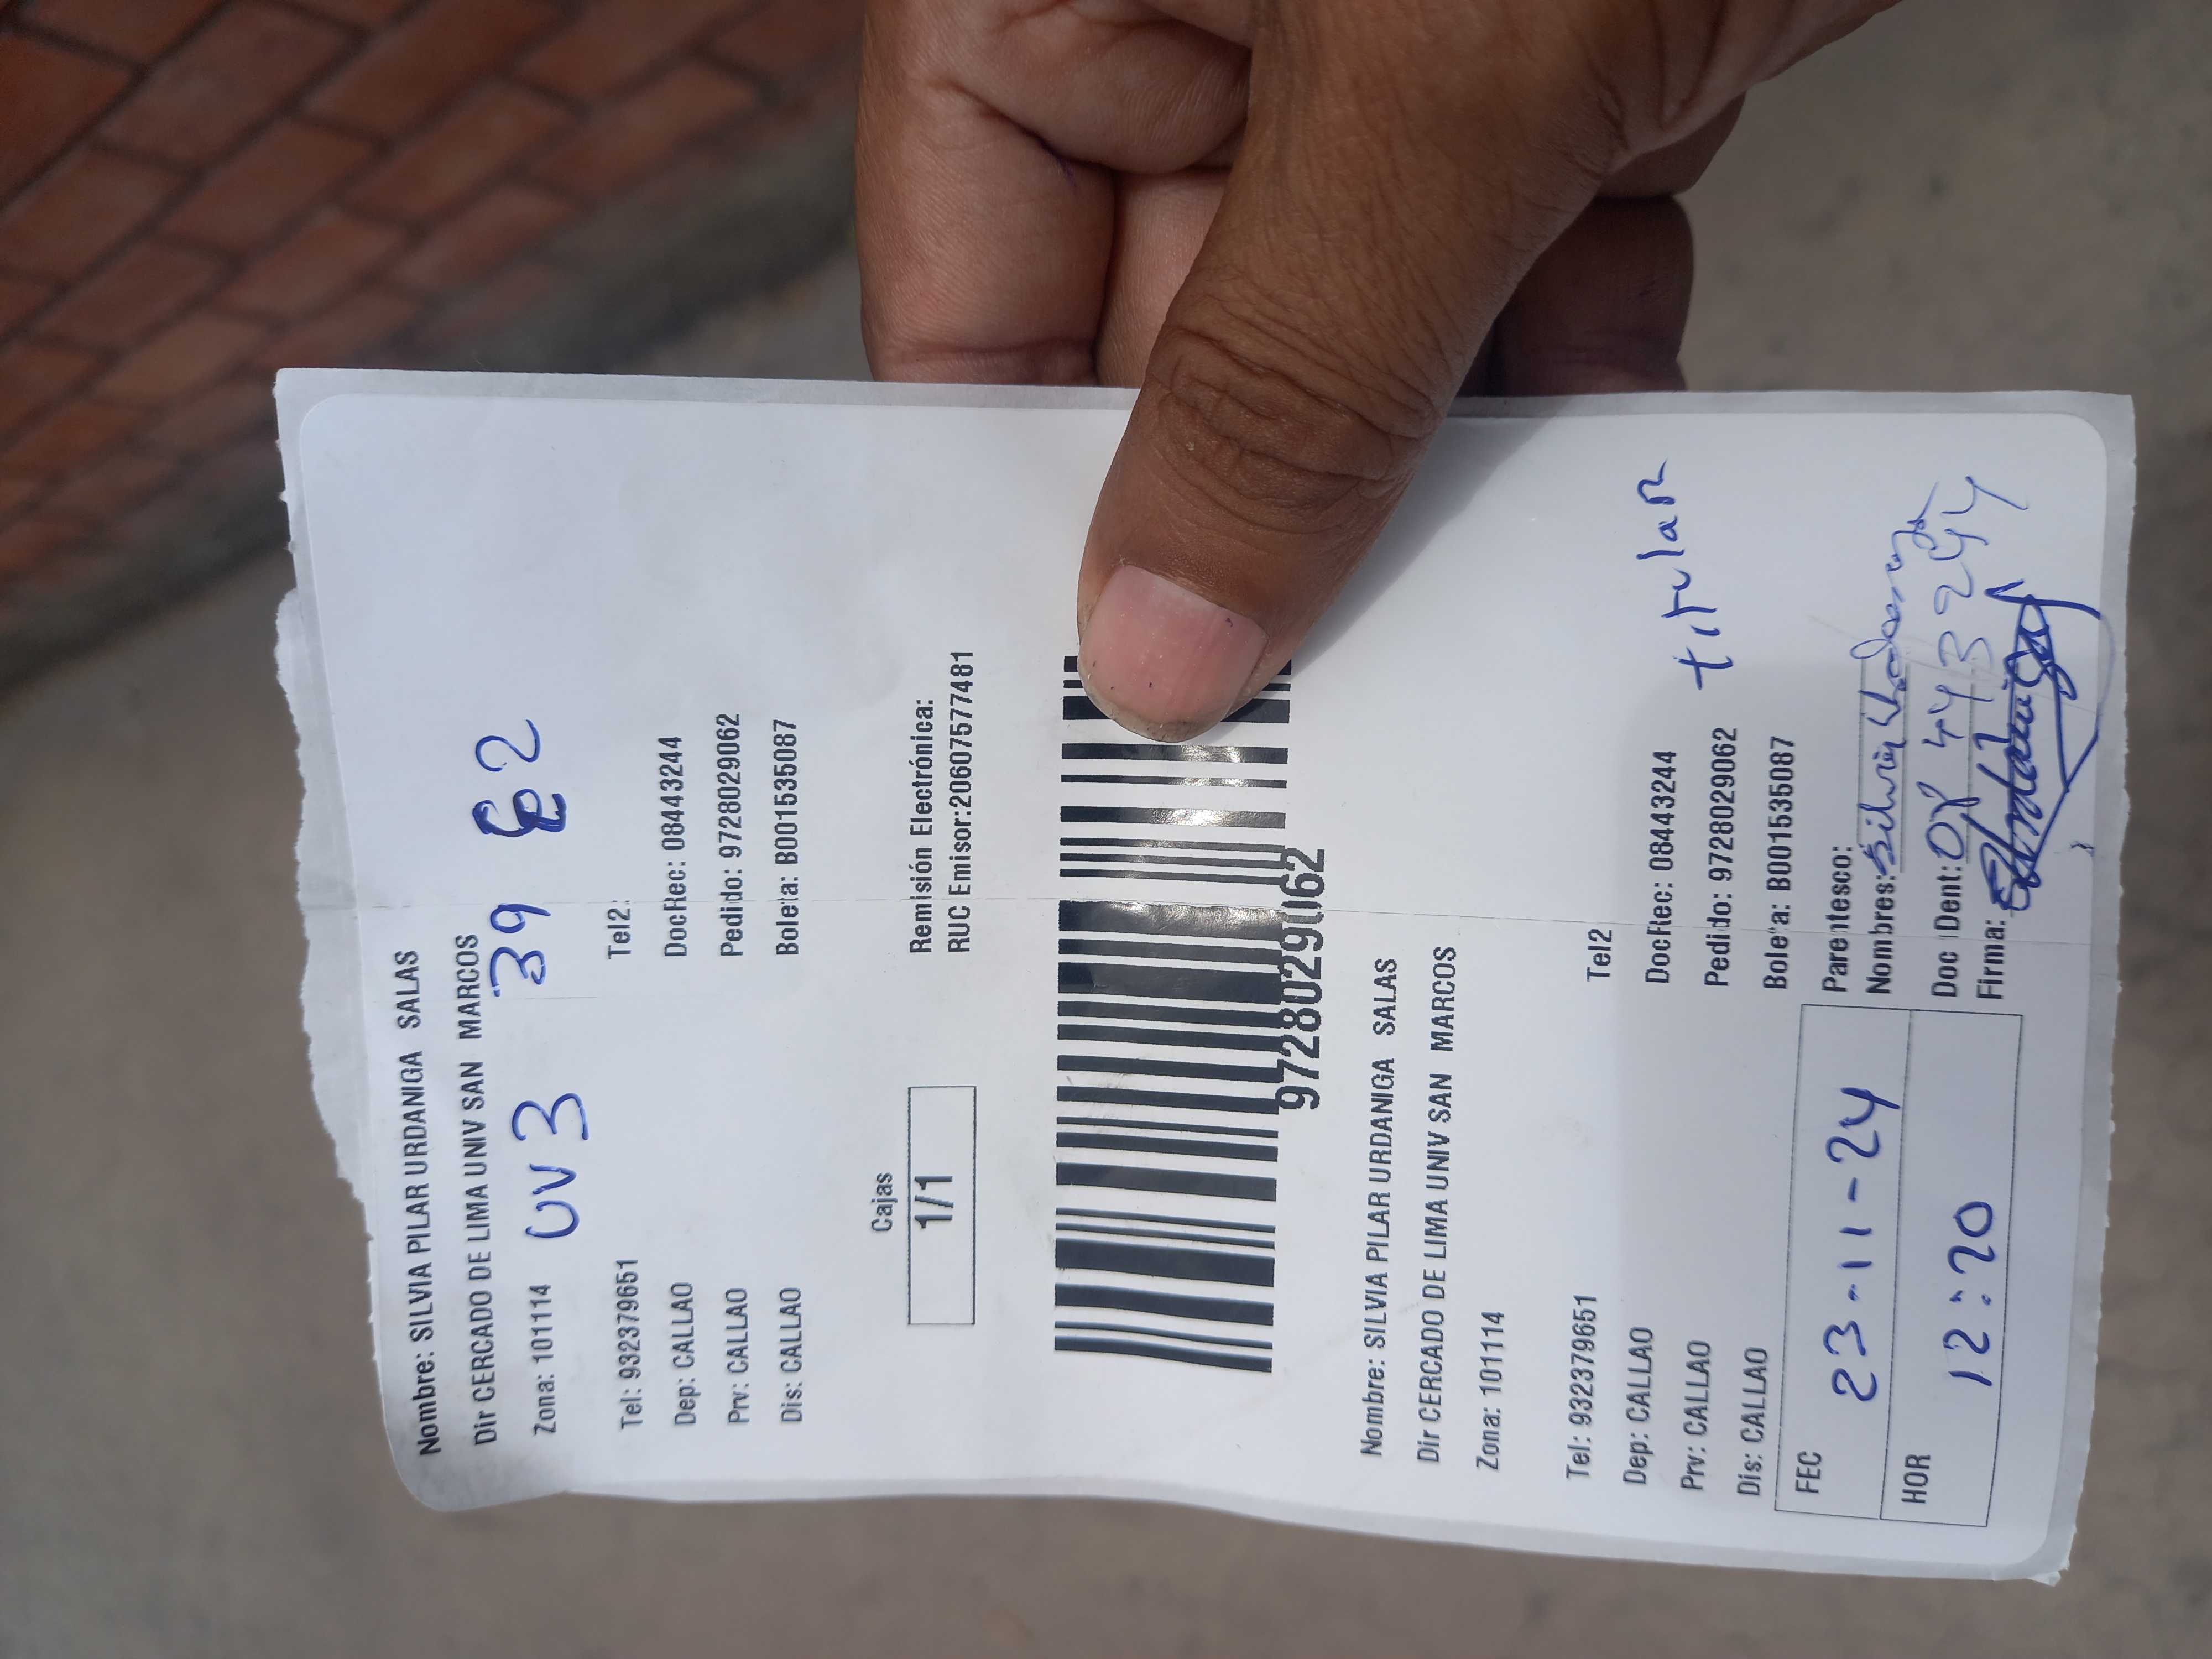 Nombre: SILVIA PILAR URDANIGA SALAS
Dir CERCADO DE LIMA UNIV SAN MARCOS
Zona: 101114 UV3 39 E2
Tel: 932379651 Tel2:
Dep: CALLAO DocRec: 08443244
Prv: CALLAO Pedido: 9728029062
Dis: CALLAO Boleta: B001535087
Cajas Remisión Electrónica:
1/1 RUC Emisor:20607577481
9728029062
Nombre: SILVIA PILAR URDANIGA SALAS
Dir CERCADO DE LIMA UNIV SAN MARCOS
Zona: 101114
Tel: 932379651 Tel2
Dep: CALLAO DocRec: 08443244
Prv: CALLAO Pedido: 9728029062 titular
Dis: CALLAO Boleta: B001535087
FEC 23-11-24 Parentesco:
Nombres: Silvia
HOR 12:20 Doc Dent: 08443244
Firma: